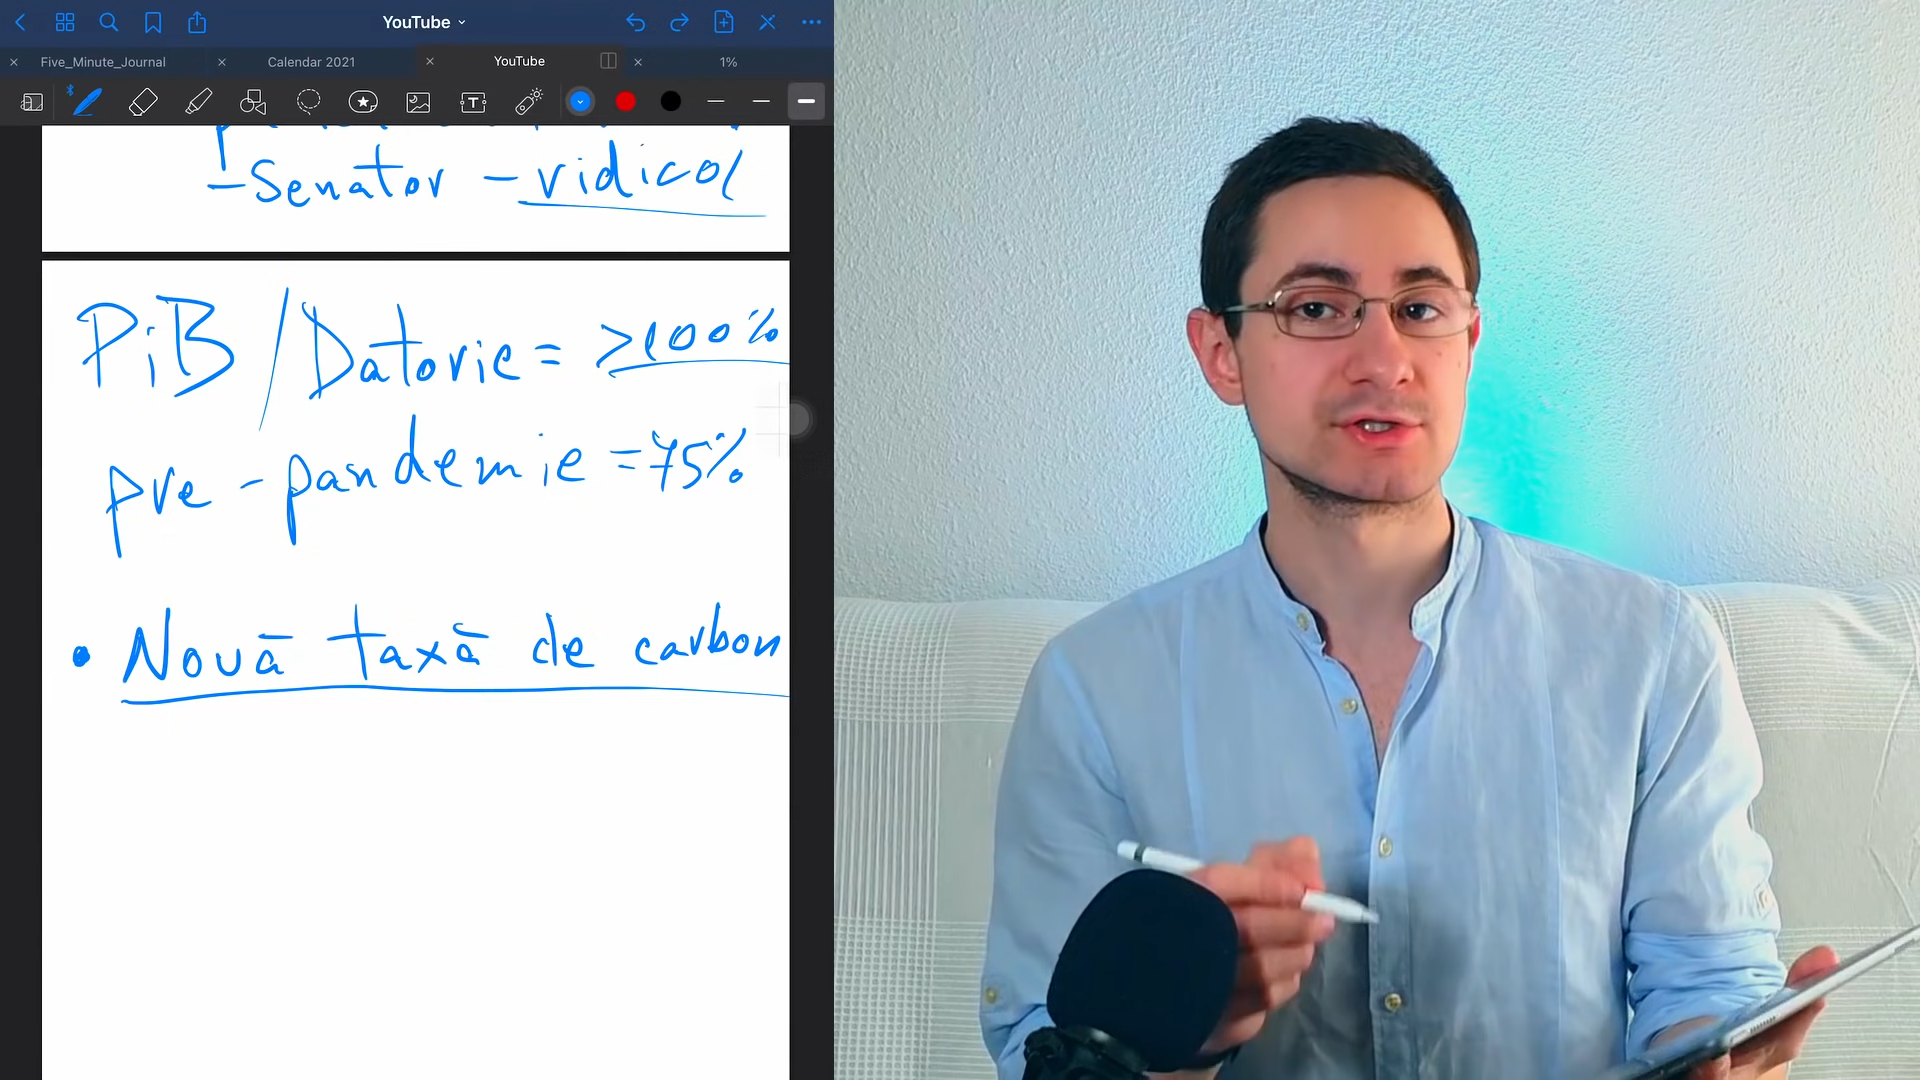 YouTube
Five_Minute_Journal
Calendar 2021
YouTube
1%
T
- Senator - ridicol
PiB / Datorie = >100%
pre - pandemie = 75%
• Nouă taxă de carbon